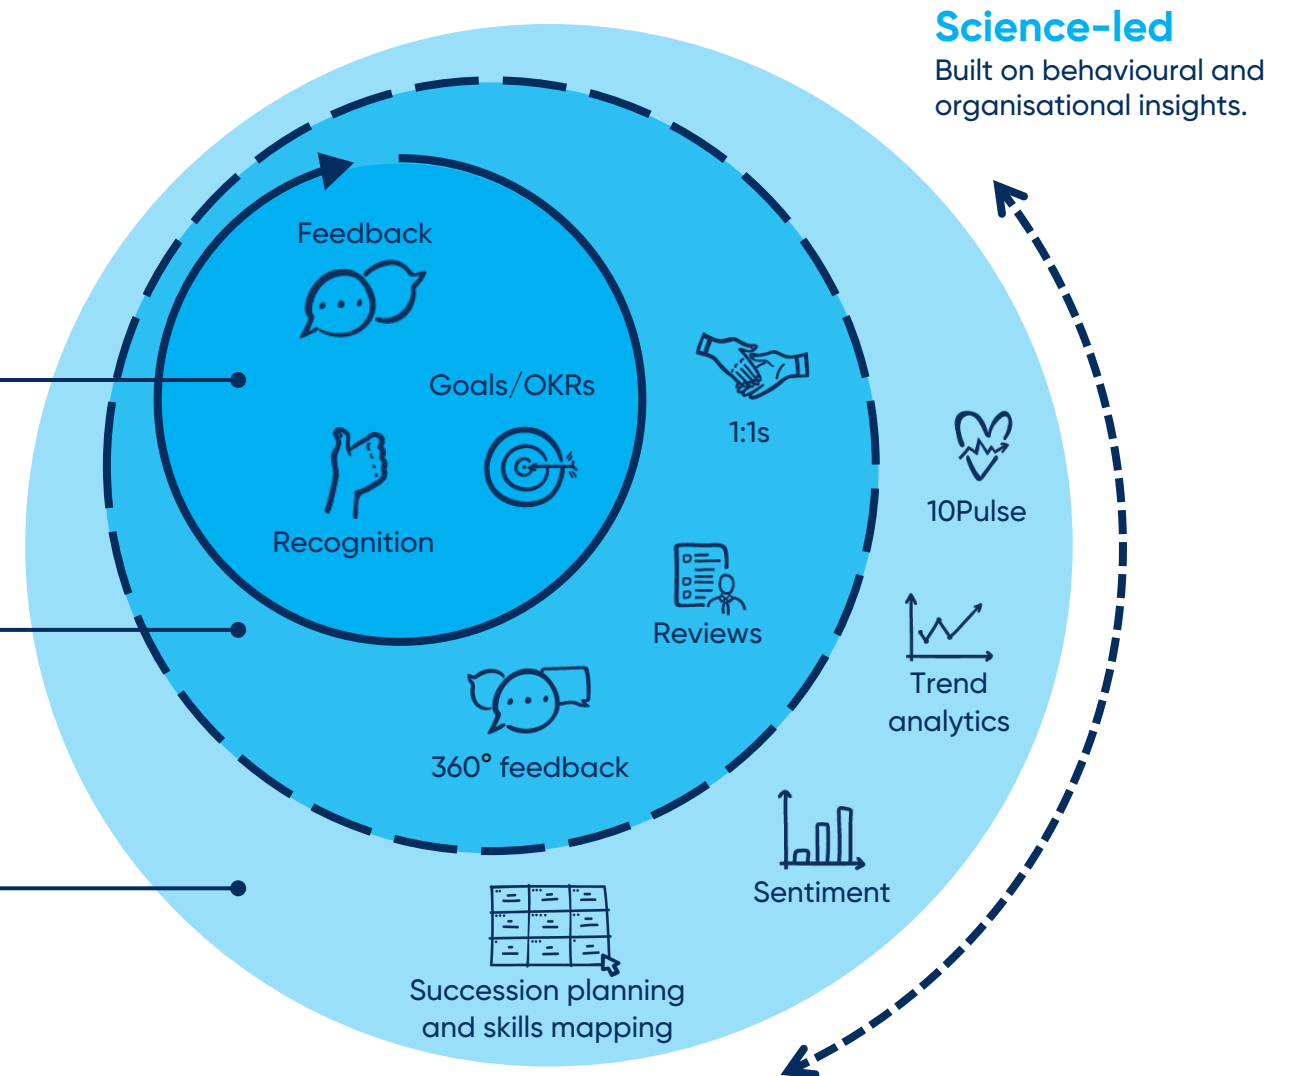 Science-led
Built on behavioural and
organisational insights.
Feedback
Goals/OKRs
Recognition
1:1s
Reviews
360° feedback
10Pulse
Trend
analytics
Sentiment
Succession planning
and skills mapping